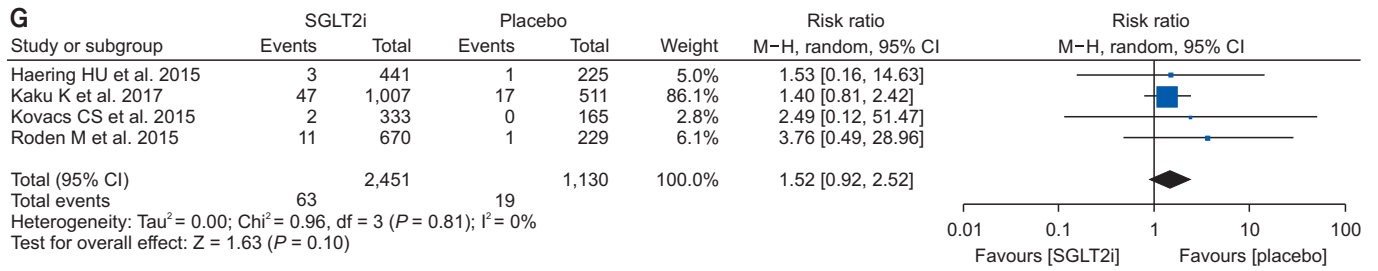 G
SGLT2i Placebo Risk ratio Risk ratio
Study or subgroup Events Total Events Total Weight M–H, random, 95% CI M–H, random, 95% CI
Haering HU et al. 2015 3 441 1 225 5.0% 1.53 [0.16, 14.63]
Kaku K et al. 2017 47 1,007 17 511 86.1% 1.40 [0.81, 2.42]
Kovacs CS et al. 2015 2 333 0 165 2.8% 2.49 [0.12, 51.47]
Roden M et al. 2015 11 670 1 229 6.1% 3.76 [0.49, 28.96]
Total (95% CI) 2,451 1,130 100.0% 1.52 [0.92, 2.52]
Total events 63 19
Heterogeneity: Tau² = 0.00; Chi² = 0.96, df = 3 (P = 0.81); I² = 0%
Test for overall effect: Z = 1.63 (P = 0.10)
0.01 0.1 1 10 100
Favours [SGLT2i] Favours [placebo]